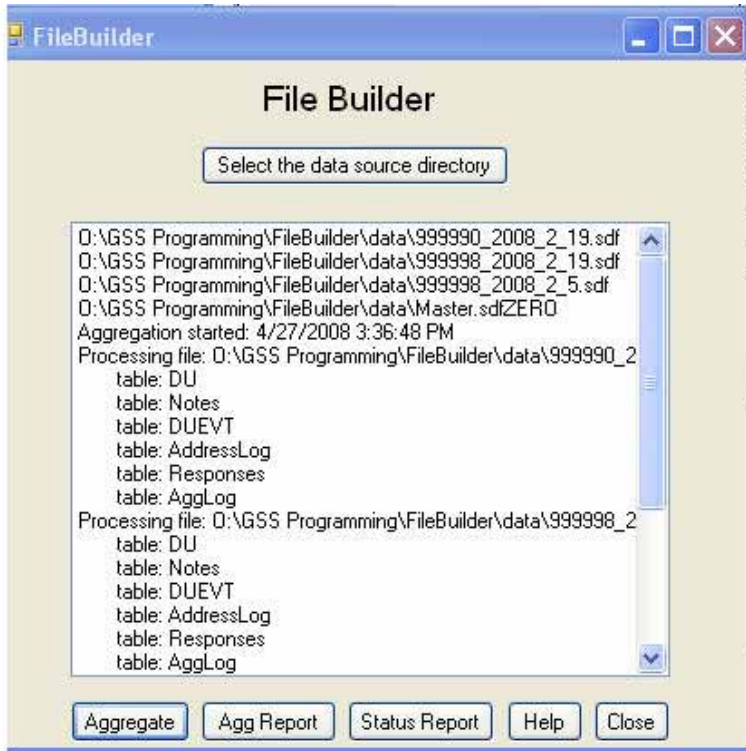 FileBuilder
File Builder
Select the data source directory
O:\GSS Programming\FileBuilder\data\999990_2008_2_19.sdf
O:\GSS Programming\FileBuilder\data\999998_2008_2_19.sdf
O:\GSS Programming\FileBuilder\data\999998_2008_2_5.sdf
O:\GSS Programming\FileBuilder\data\Master.sdfZERO
Aggregation started: 4/27/2008 3:36:48 PM
Processing file: O:\GSS Programming\FileBuilder\data\999990_2
table: DU
table: Notes
table: DUEVT
table: AddressLog
table: Responses
table: AggLog
Processing file: O:\GSS Programming\FileBuilder\data\999998_2
table: DU
table: Notes
table: DUEVT
table: AddressLog
table: Responses
table: AggLog
Aggregate Agg Report Status Report Help Close